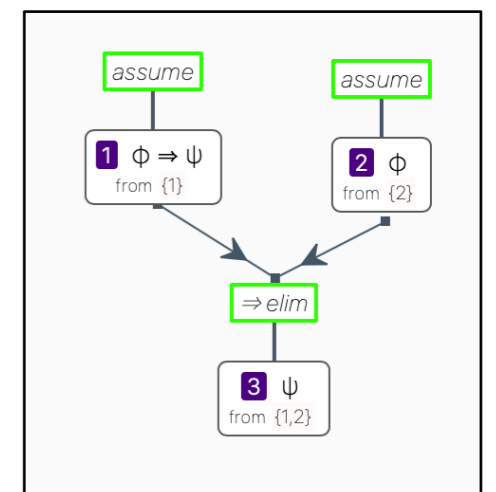 assume
assume
1 ϕ ⇒ ψ
from {1}
2 ϕ
from {2}
⇒ elim
3 ψ
from {1,2}